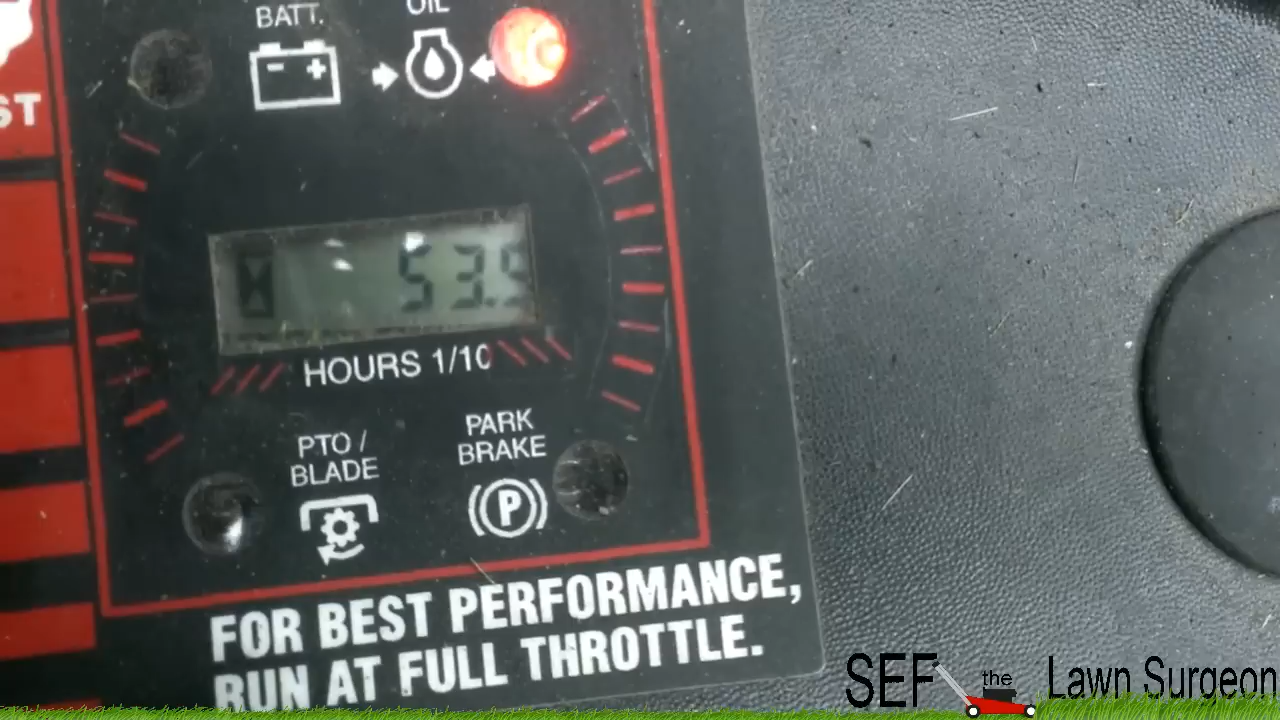 BATT.
OIL
ST
53.5
HOURS 1/10
PTO /
BLADE
PARK
BRAKE
P
FOR BEST PERFORMANCE,
RUN AT FULL THROTTLE.
SEF the Lawn Surgeon